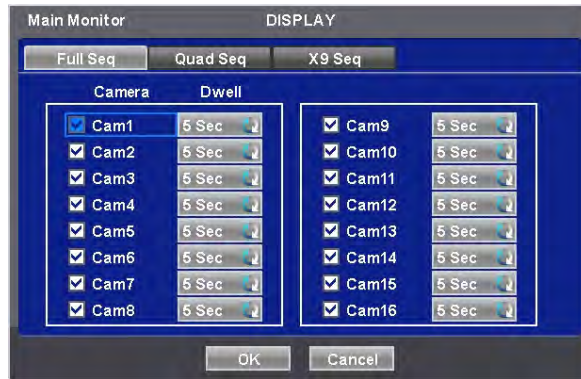 Main Monitor DISPLAY
Full Seq Quad Seq X9 Seq
Camera Dwell
Cam1 5 Sec Cam9 5 Sec
Cam2 5 Sec Cam10 5 Sec
Cam3 5 Sec Cam11 5 Sec
Cam4 5 Sec Cam12 5 Sec
Cam5 5 Sec Cam13 5 Sec
Cam6 5 Sec Cam14 5 Sec
Cam7 5 Sec Cam15 5 Sec
Cam8 5 Sec Cam16 5 Sec
OK Cancel